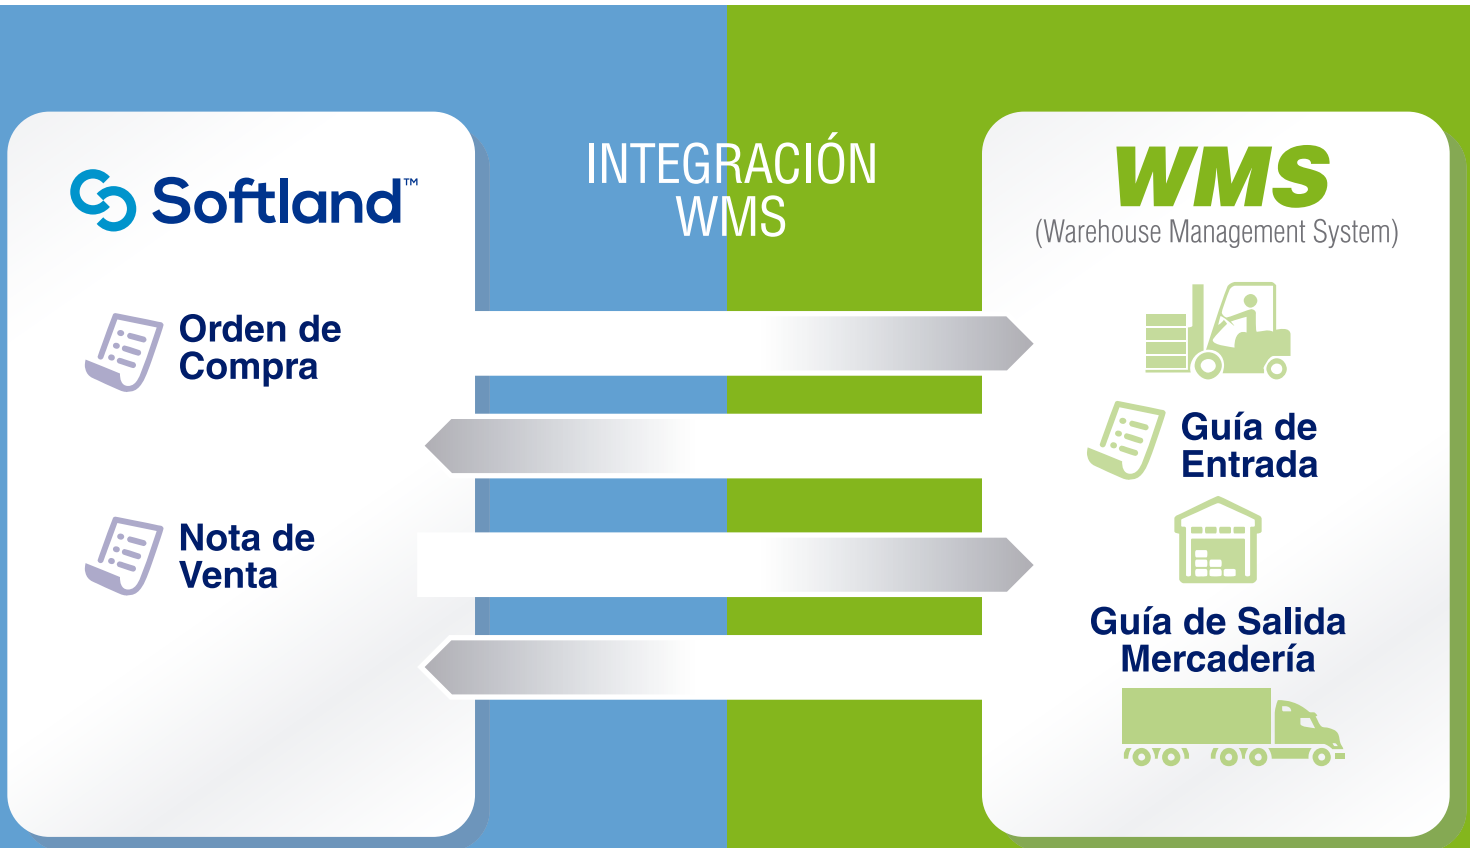 Softland™
Orden de
Compra
Nota de
Venta
INTEGRACIÓN
WMS
WMS
(Warehouse Management System)
Guía de
Entrada
Guía de Salida
Mercadería